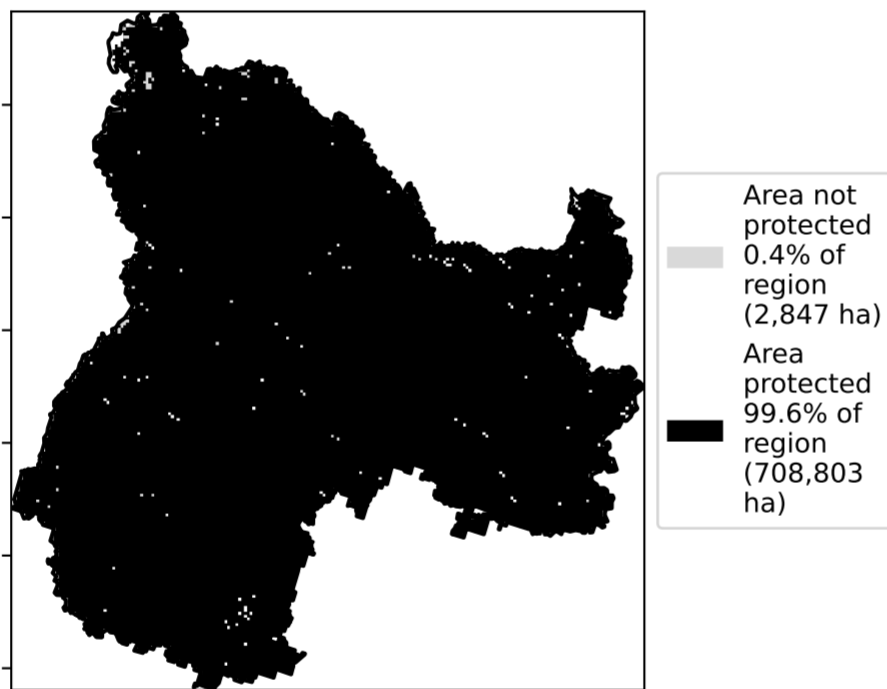 Area not
protected
0.4% of
region
(2,847 ha)
Area
protected
99.6% of
region
(708,803
ha)